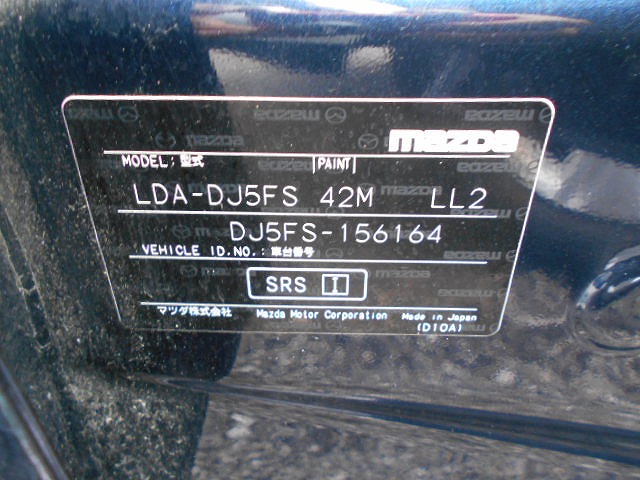 mazda
MODEL: 型式 PAINT
LDA-DJ5FS 42M LL2
DJ5FS-156164
VEHICLE ID.NO.: 車台番号
SRS I
マツダ株式会社 Mazda Motor Corporation Made in Japan
(D10A)